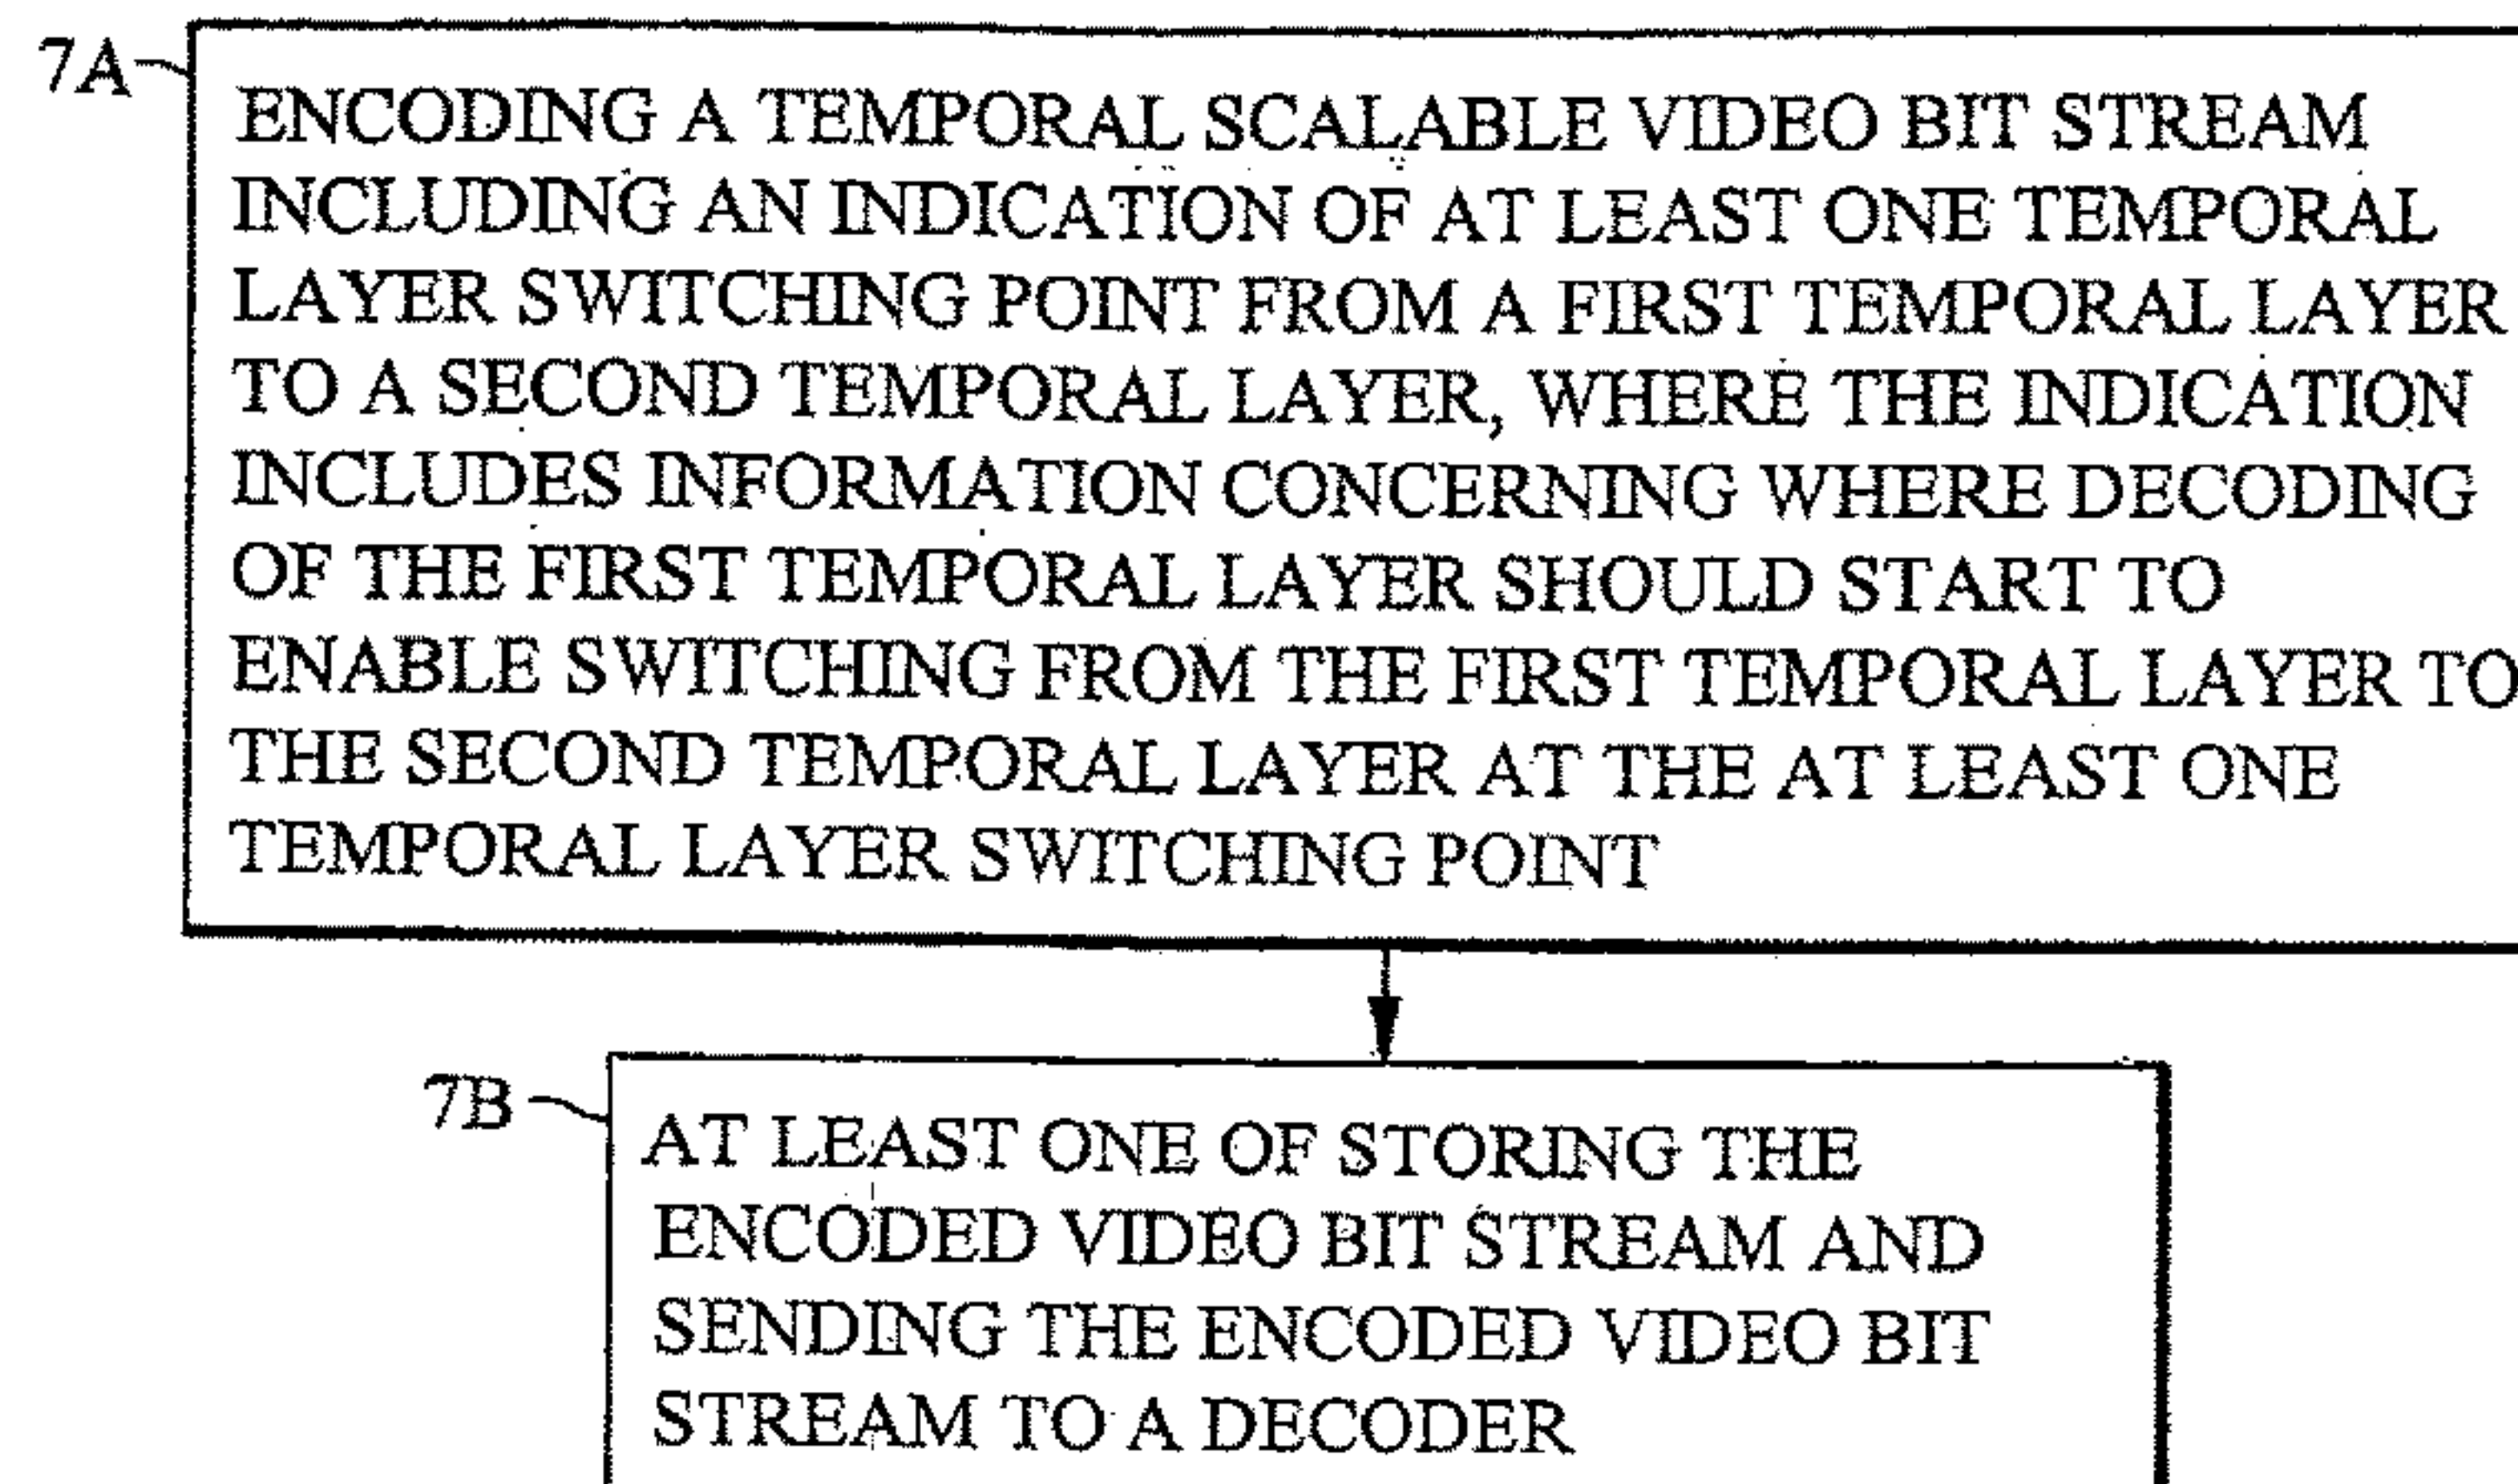 7A
ENCODING A TEMPORAL SCALABLE VIDEO BIT STREAM
INCLUDING AN INDICATION OF AT LEAST ONE TEMPORAL
LAYER SWITCHING POINT FROM A FIRST TEMPORAL LAYER
TO A SECOND TEMPORAL LAYER, WHERE THE INDICATION
INCLUDES INFORMATION CONCERNING WHERE DECODING
OF THE FIRST TEMPORAL LAYER SHOULD START TO
ENABLE SWITCHING FROM THE FIRST TEMPORAL LAYER TO
THE SECOND TEMPORAL LAYER AT THE AT LEAST ONE
TEMPORAL LAYER SWITCHING POINT
7B
AT LEAST ONE OF STORING THE
ENCODED VIDEO BIT STREAM AND
SENDING THE ENCODED VIDEO BIT
STREAM TO A DECODER